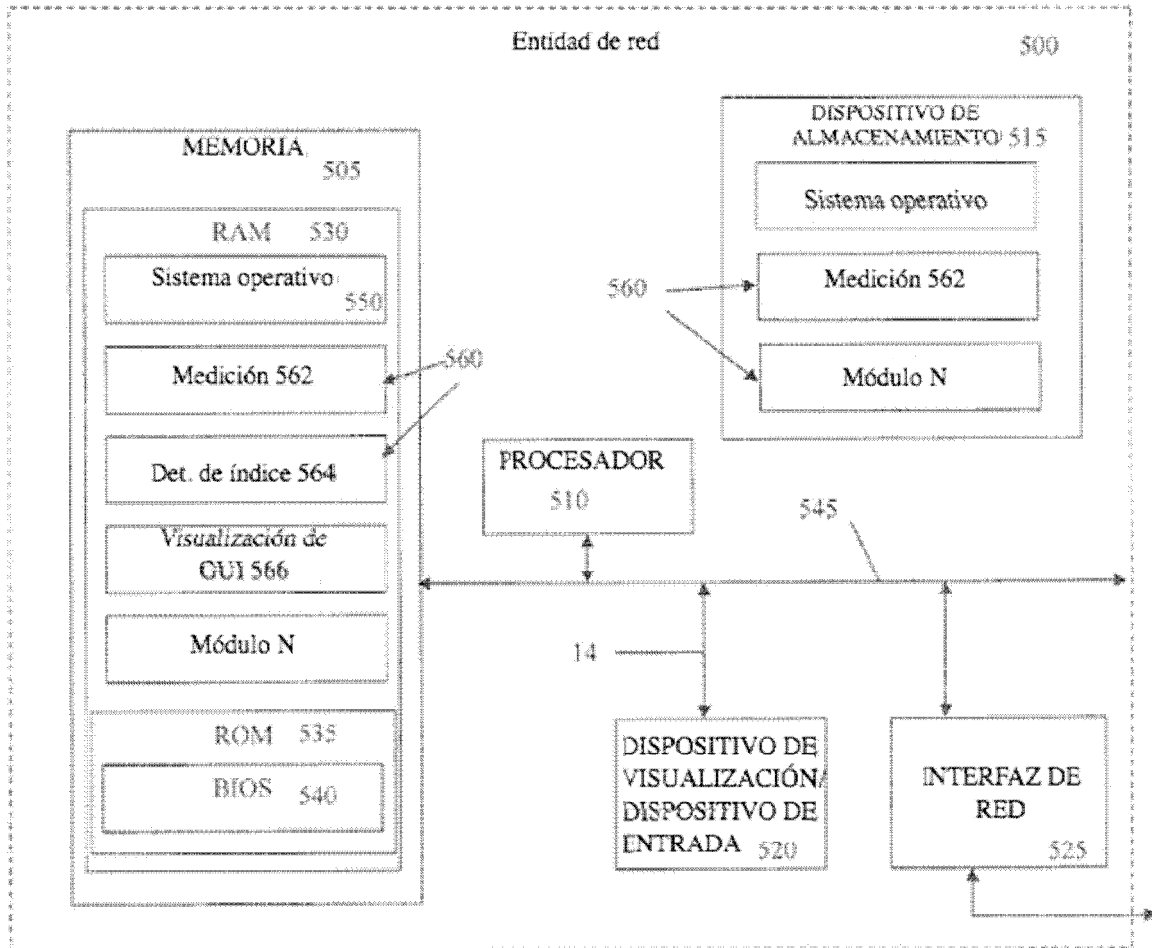 Entidad de red
500
MEMORIA
505
RAM 530
Sistema operativo
550
Medición 562
560
Det. de índice 564
Visualización de
GUI 566
Módulo N
ROM 535
BIOS 540
DISPOSITIVO DE
ALMACENAMIENTO 515
Sistema operativo
560
Medición 562
Módulo N
PROCESADOR
510
545
14
DISPOSITIVO DE
VISUALIZACIÓN/
DISPOSITIVO DE
ENTRADA 520
INTERFAZ DE
RED
525